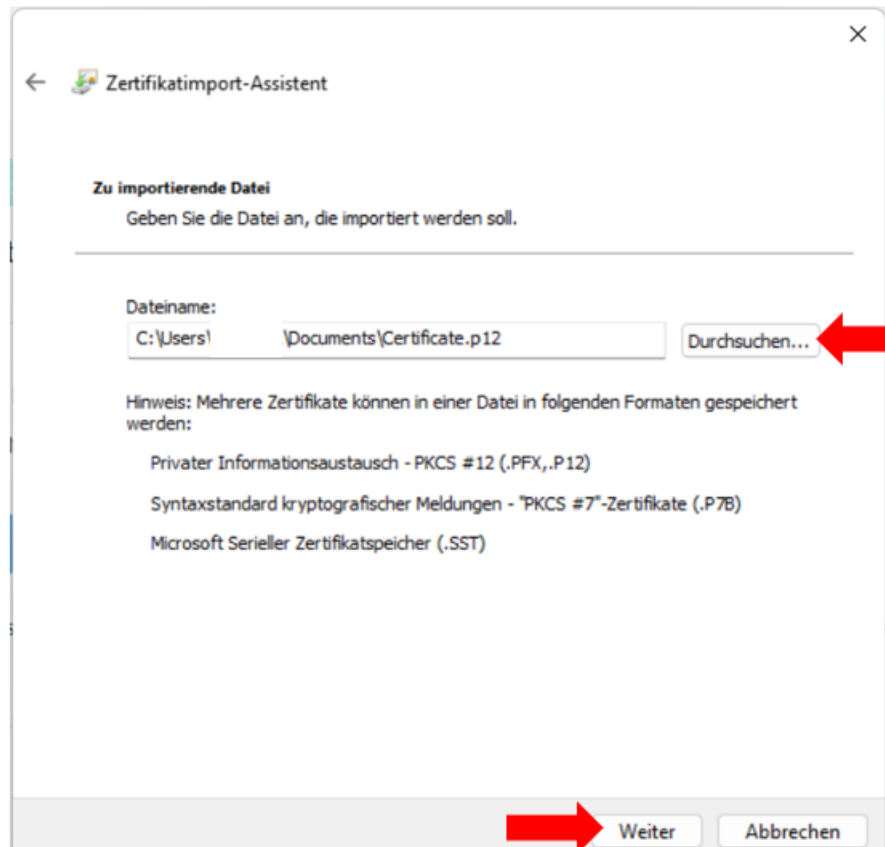 Zertifikatimport-Assistent
Zu importierende Datei
Geben Sie die Datei an, die importiert werden soll.
Dateiname:
C:\Users\ \Documents\Certificate.p12
Durchsuchen...
Hinweis: Mehrere Zertifikate können in einer Datei in folgenden Formaten gespeichert
werden:
Privater Informationsaustausch - PKCS #12 (.PFX,.P12)
Syntaxstandard kryptografischer Meldungen - "PKCS #7"-Zertifikate (.P7B)
Microsoft Serieller Zertifikatspeicher (.SST)
Weiter
Abbrechen